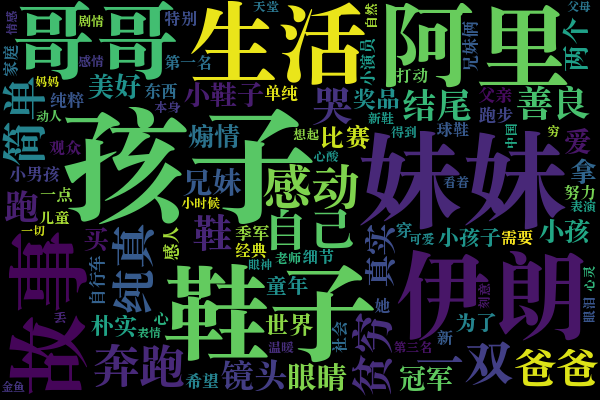 哥哥
剧情
特别
天堂
生活
自然
小演员
阿里
兄妹俩
两个
父母
情感
家庭
感情
第一名
打动
父亲
妈妈
美好
东西
小鞋子
单纯
哭
奖品
结尾
跑步
善良
简单
纯粹
本身
新鞋
动人
孩子
煽情
想起
比赛
得到
球鞋
中国
穷
爱
观众
心酸
妹妹
小男孩
兄妹
感动
看着
拿
跑
一点
小时候
努力
儿童
表演
一切
买
感人
鞋
季军
自己
真实
穿
可爱
小孩子
需要
小孩
经典
故事
自行车
纯真
眼神
老师
细节
鞋子
童年
伊朗
刻意
心灵
眼泪
丢
朴实
心
表情
世界
社会
贫穷
新
为了
温暖
第三名
奔跑
希望
镜头
眼睛
冠军
一双
爸爸
金鱼